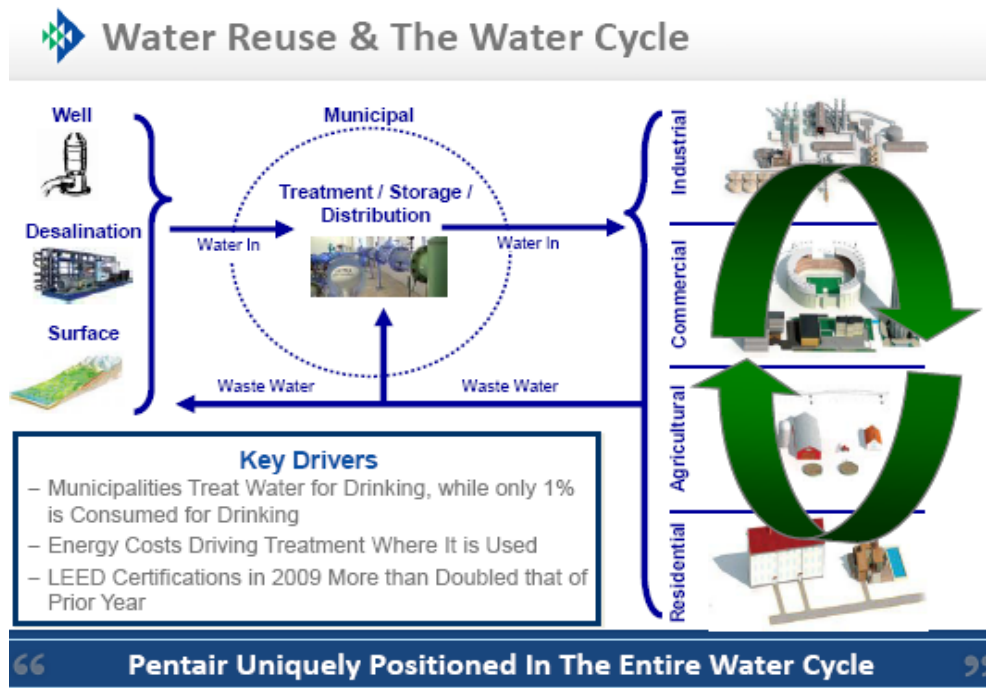 Water Reuse & The Water Cycle
Well
Desalination
Surface
Municipal
Treatment / Storage /
Distribution
Water In
Water In
Waste Water
Waste Water
Industrial
Commercial
Agricultural
Residential
Key Drivers
– Municipalities Treat Water for Drinking, while only 1%
is Consumed for Drinking
– Energy Costs Driving Treatment Where It is Used
– LEED Certifications in 2009 More than Doubled that of
Prior Year
“ Pentair Uniquely Positioned In The Entire Water Cycle ”